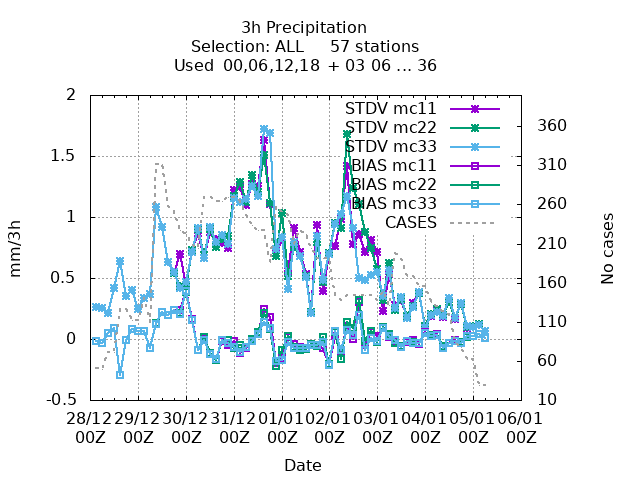 3h Precipitation
Selection: ALL 57 stations
Used 00,06,12,18 + 03 06 ... 36
2
1.5
1
0.5
0
-0.5
mm/3h
STDV mc11
STDV mc22
STDV mc33
BIAS mc11
BIAS mc22
BIAS mc33
CASES
360
310
260
210
160
110
60
10
No cases
28/12 29/12 30/12 31/12 01/01 02/01 03/01 04/01 05/01 06/01
00Z 00Z 00Z 00Z 00Z 00Z 00Z 00Z 00Z 00Z
Date